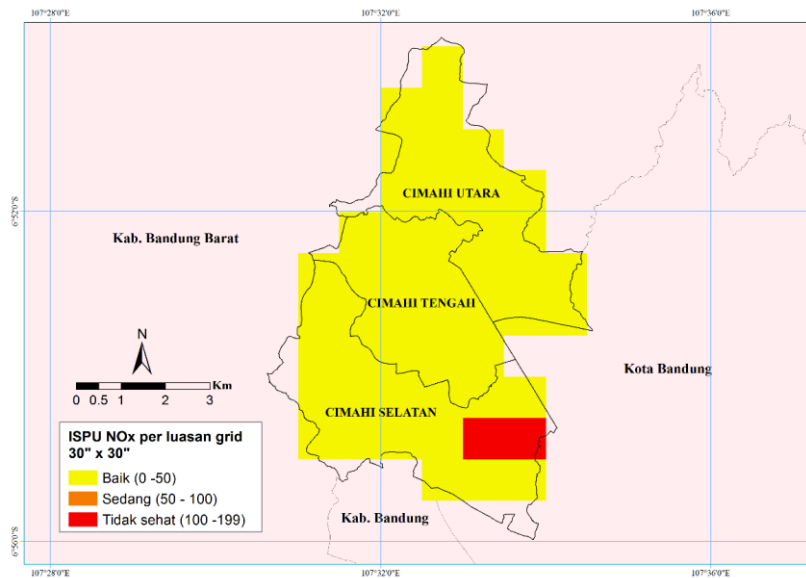 107°28'0"E 107°32'0"E 107°36'0"E
CIMAHI UTARA
6°52'0"S
Kab. Bandung Barat
CIMAHI TENGAH
N
Kota Bandung
0 0.5 1 2 3 Km
CIMAHI SELATAN
ISPU NOx per luasan grid
30" x 30"
Baik (0 -50)
Sedang (50 - 100)
Tidak sehat (100 -199)
Kab. Bandung
6°56'0"S
107°28'0"E 107°32'0"E 107°36'0"E